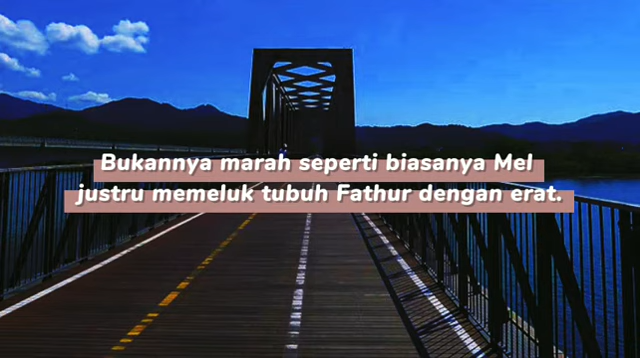 Bukannya marah seperti biasanya Mel
justru memeluk tubuh Fathur dengan erat.